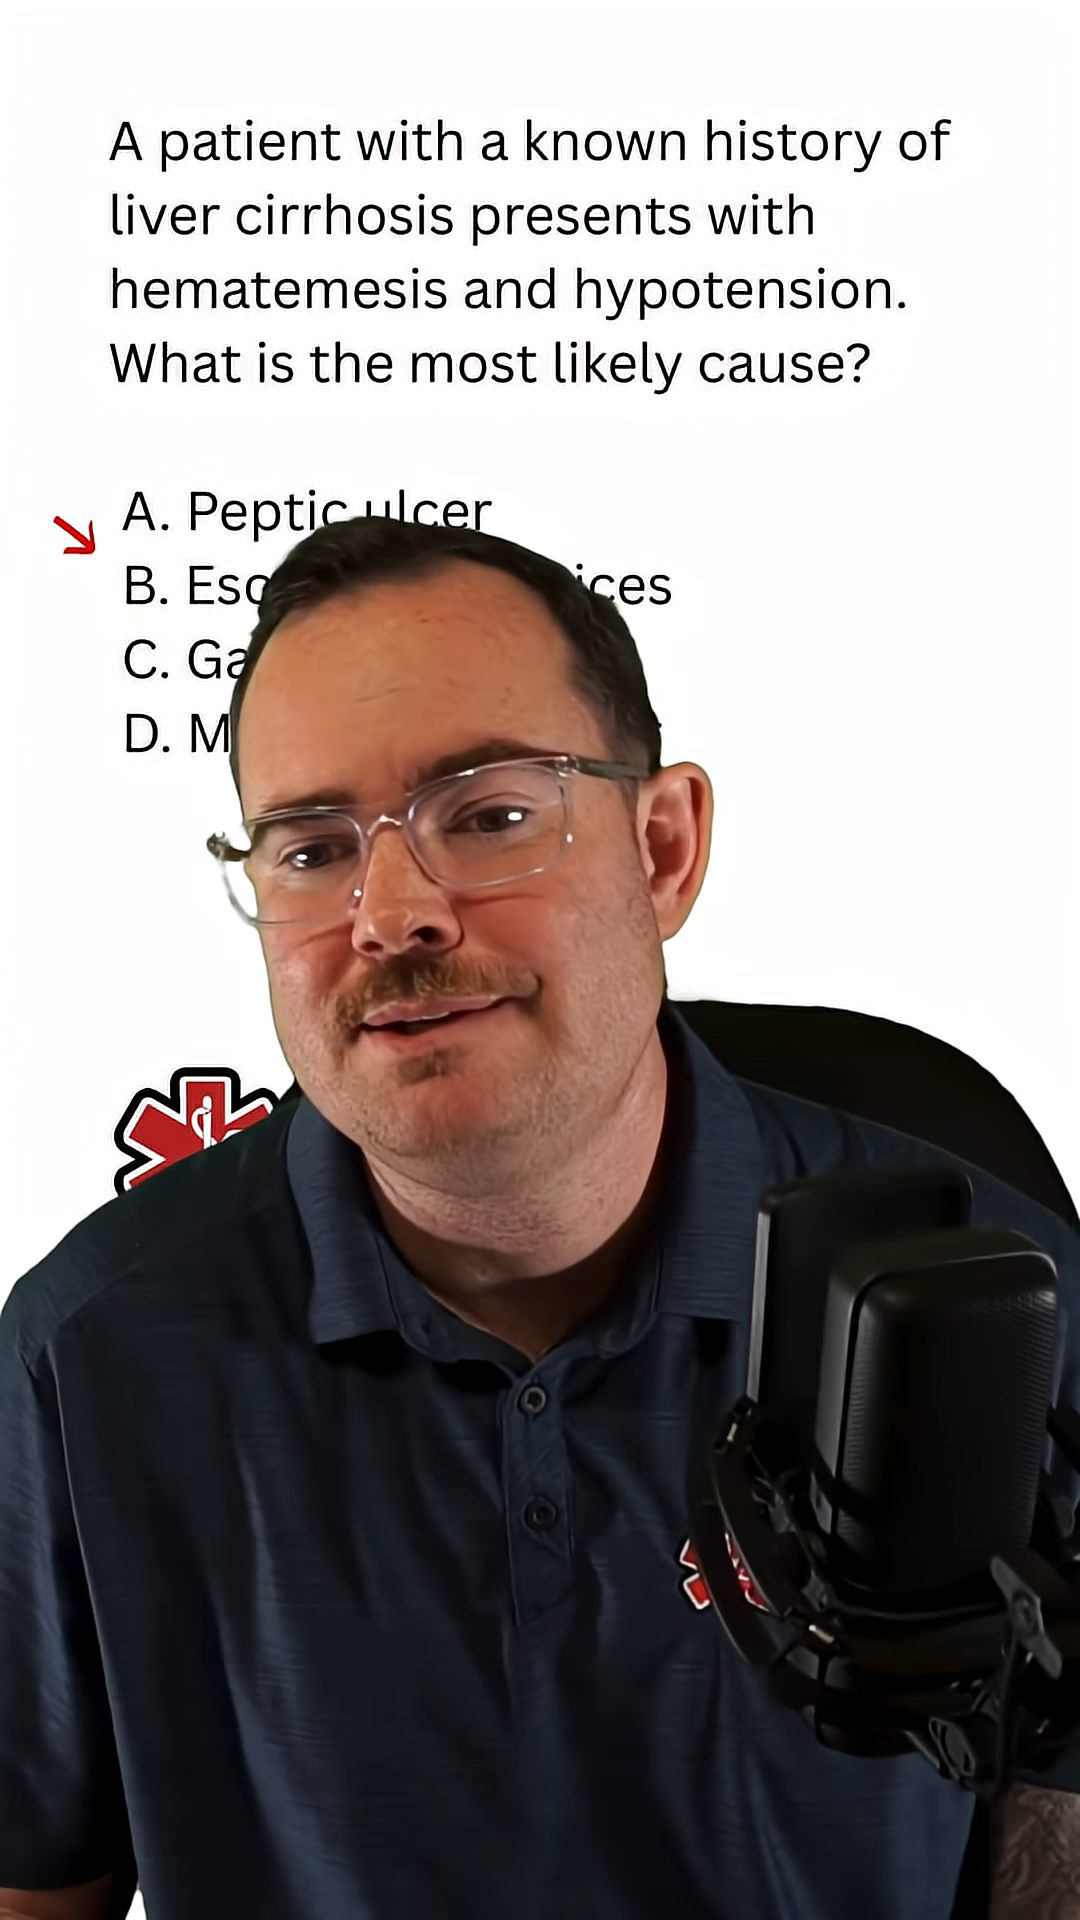 A patient with a known history of
liver cirrhosis presents with
hematemesis and hypotension.
What is the most likely cause?
A. Peptic ulcer
B. Eso ices
C. Ga
D. M